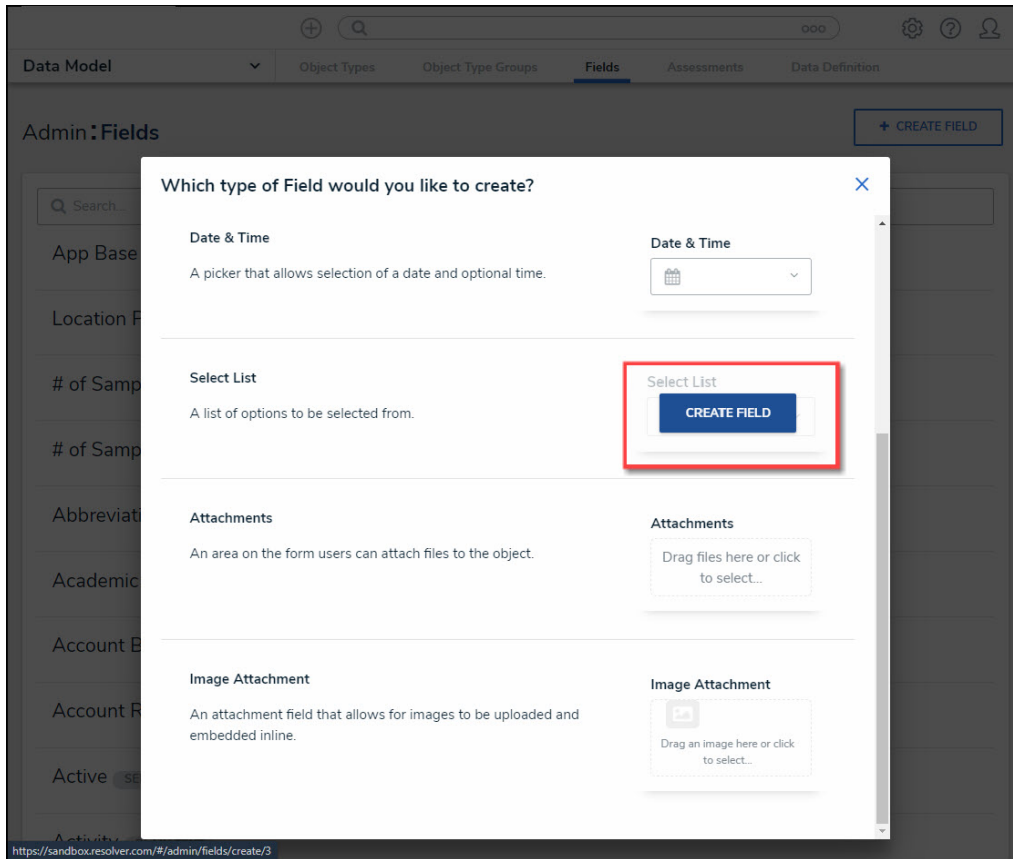 ooo
Data Model
Object Types
Object Type Groups
Fields
Assessments
Data Definition
Admin:Fields
+ CREATE FIELD
Search...
App Base
Location
# of Samp
# of Samp
Abbreviati
Academic
Account
Account
Active SE
Activity
Which type of Field would you like to create?
Date & Time
A picker that allows selection of a date and optional time.
Date & Time
Select List
A list of options to be selected from.
Select List
CREATE FIELD
Attachments
An area on the form users can attach files to the object.
Attachments
Drag files here or click
to select...
Image Attachment
An attachment field that allows for images to be uploaded and
embedded inline.
Image Attachment
Drag an image here or click
to select...
https://sandbox.resolver.com/#/admin/fields/create/3